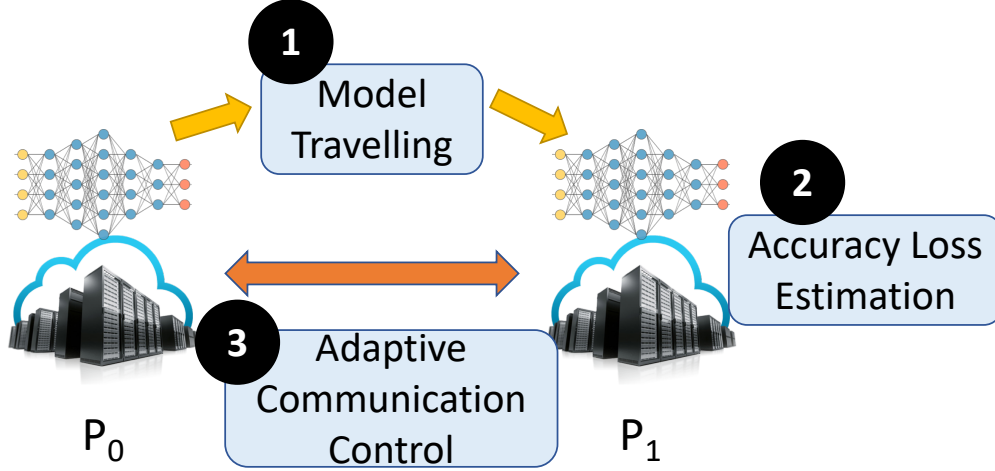 1
Model
Travelling
2
Accuracy Loss
Estimation
3
Adaptive
Communication
Control
P₀
P₁